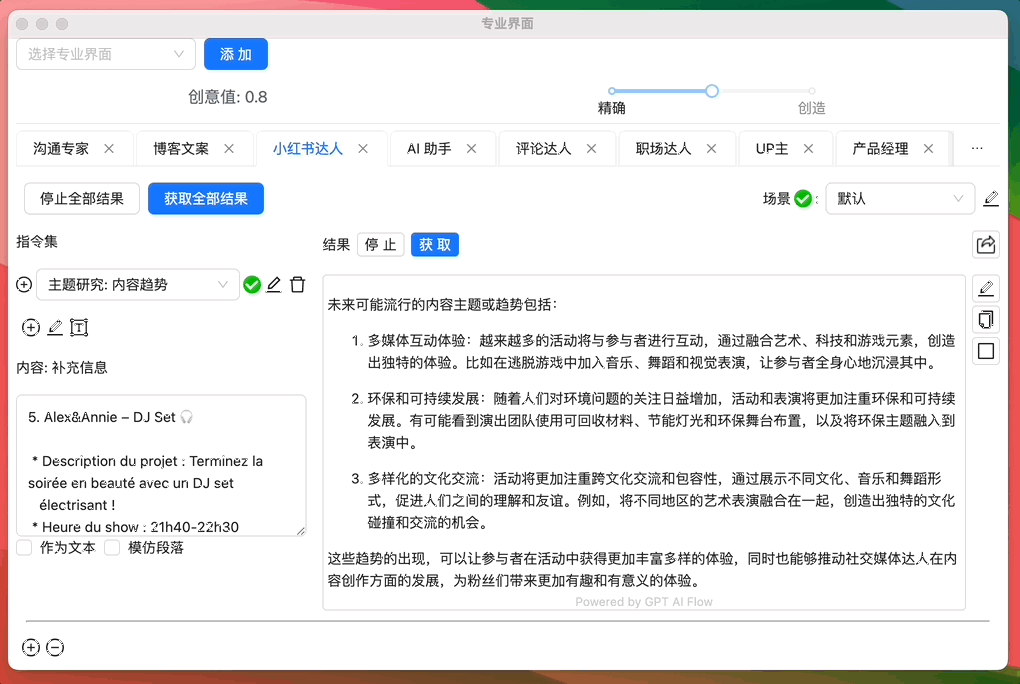 专业界面
选择专业界面
添 加
创意值: 0.8
精确
创造
沟通专家
博客文案
小红书达人
AI 助手
评论达人
职场达人
UP主
产品经理
···
停止全部结果
获取全部结果
场景 :
默认
指令集
结果
停 止
获 取
主题研究: 内容趋势
内容: 补充信息
5. Alex&Annie – DJ Set 🎧
* Description du projet : Terminez la
soirée en beauté avec un DJ set
électrisant !
* Heure du show : 21h40-22h30
作为文本
模仿段落
未来可能流行的内容主题或趋势包括：
1. 多媒体互动体验：越来越多的活动将与参与者进行互动，通过融合艺术、科技和游戏元素，创造
出独特的体验。比如在逃脱游戏中加入音乐、舞蹈和视觉表演，让参与者全身心地沉浸其中。
2. 环保和可持续发展：随着人们对环境问题的关注日益增加，活动和表演将更加注重环保和可持续
发展。有可能看到演出团队使用可回收材料、节能灯光和环保舞台布置，以及将环保主题融入到
表演中。
3. 多样化的文化交流：活动将更加注重跨文化交流和包容性，通过展示不同文化、音乐和舞蹈形
式，促进人们之间的理解和友谊。例如，将不同地区的艺术表演融合在一起，创造出独特的文化
碰撞和交流的机会。
这些趋势的出现，可以让参与者在活动中获得更加丰富多样的体验，同时也能够推动社交媒体达人在内
容创作方面的发展，为粉丝们带来更加有趣和有意义的体验。
Powered by GPT AI Flow